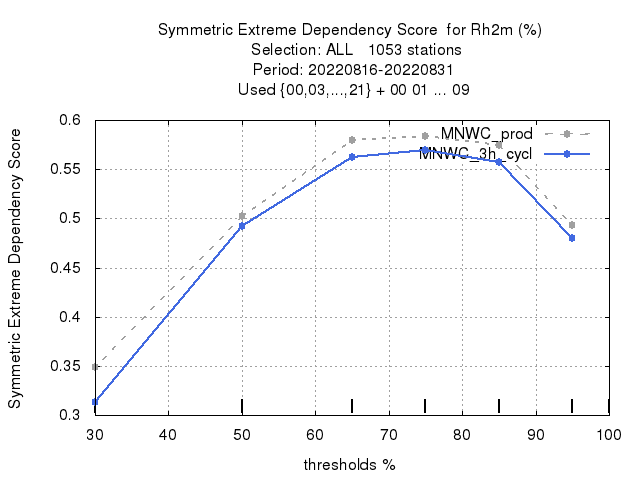 Symmetric Extreme Dependency Score  for Rh2m (%)
Selection: ALL   1053 stations
Period: 20220816-20220831
Used {00,03,...,21} + 00 01 ... 09
Symmetric Extreme Dependency Score
0.6
0.55
0.5
0.45
0.4
0.35
0.3
MNWC_prod
MNWC_3h_cycl
30 40 50 60 70 80 90 100
thresholds %